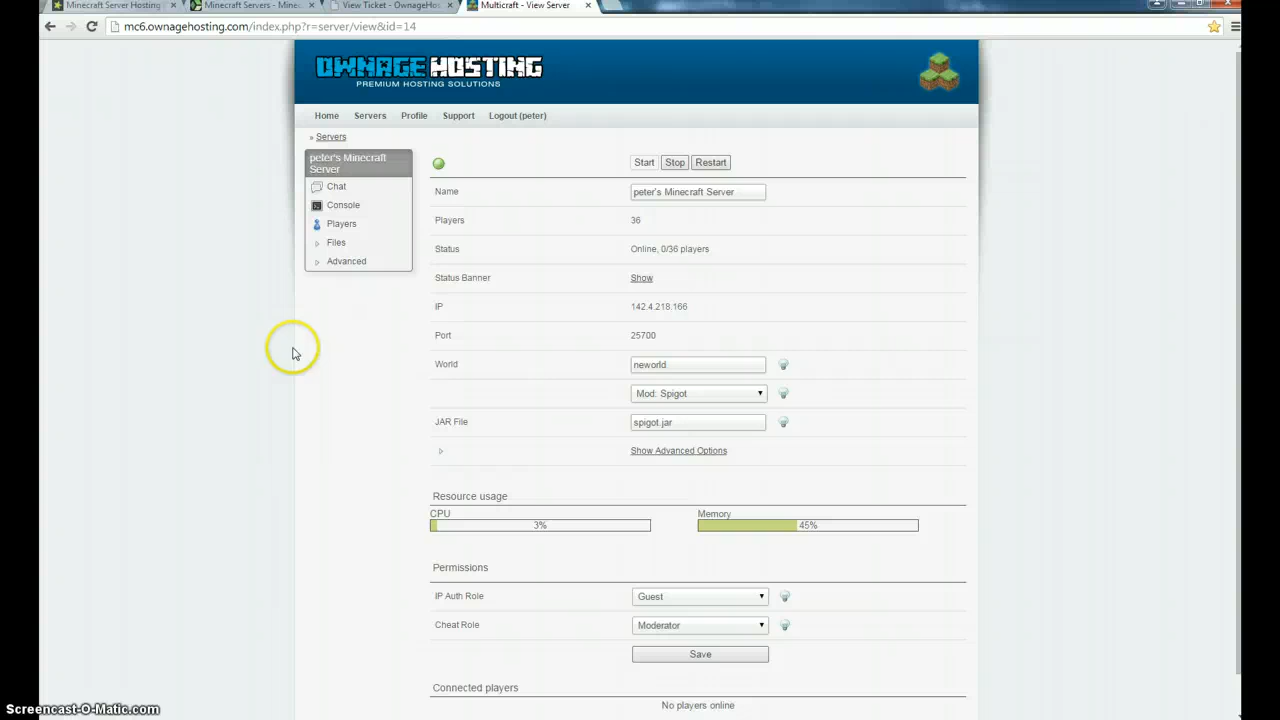 Minecraft Server Hosting
Minecraft Servers - Minec
View Ticket - OwnageHos
Multicraft - View Server
mc6.ownagehosting.com/index.php?r=server/view&id=14
OWNAGE HOSTING
PREMIUM HOSTING SOLUTIONS
Home Servers Profile Support Logout (peter)
» Servers
peter's Minecraft
Server
Chat
Console
Players
Files
Advanced
Start Stop Restart
Name peter's Minecraft Server
Players 36
Status Online, 0/36 players
Status Banner Show
IP 142.4.218.166
Port 25700
World neworld
Mod: Spigot
JAR File spigot.jar
Show Advanced Options
Resource usage
CPU Memory
3% 45%
Permissions
IP Auth Role Guest
Cheat Role Moderator
Save
Connected players
No players online
Screencast-O-Matic.com